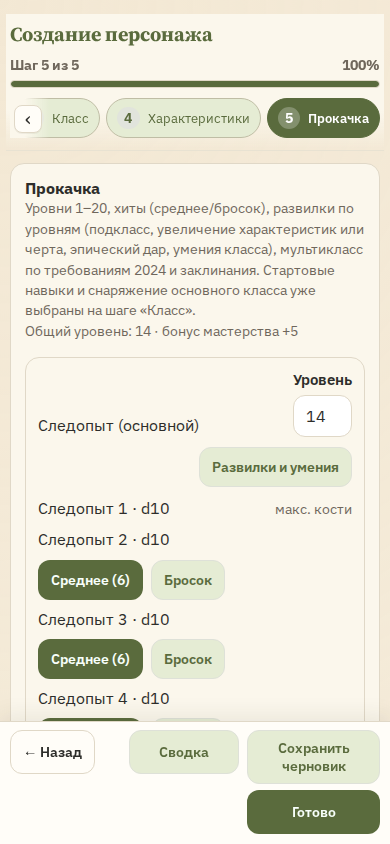 Создание персонажа
Шаг 5 из 5 100%
‹ Класс 4 Характеристики 5 Прокачка
Прокачка
Уровни 1–20, хиты (среднее/бросок), развилки по
уровням (подкласс, увеличение характеристик или
черта, эпический дар, умения класса), мультикласс
по требованиям 2024 и заклинания. Стартовые
навыки и снаряжение основного класса уже
выбраны на шаге «Класс».
Общий уровень: 14 · бонус мастерства +5
Уровень
Следопыт (основной) 14
Развилки и умения
Следопыт 1 · d10 макс. кости
Следопыт 2 · d10
Среднее (6) Бросок
Следопыт 3 · d10
Среднее (6) Бросок
Следопыт 4 · d10
← Назад Сводка Сохранить
черновик
Готово